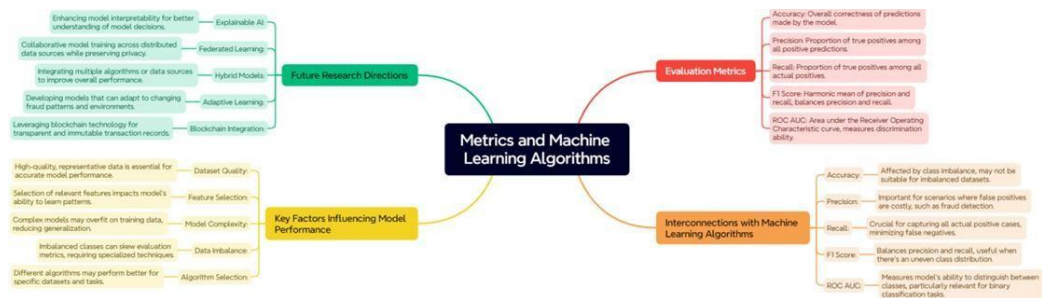 Enhancing model interpretability for better
understanding of model decisions.
Explainable AI:
Collaborative model training across distributed
data sources while preserving privacy.
Federated Learning:
Integrating multiple algorithms or data sources
to improve overall performance.
Hybrid Models:
Developing models that can adapt to changing
fraud patterns and environments.
Adaptive Learning:
Leveraging blockchain technology for
transparent and immutable transaction records.
Blockchain Integration:
Future Research Directions
High-quality, representative data is essential for
accurate model performance.
Dataset Quality:
Selection of relevant features impacts model's
ability to learn patterns.
Feature Selection:
Complex models may overfit on training data,
reducing generalization.
Model Complexity:
Imbalanced classes can skew evaluation
metrics, requiring specialized techniques.
Data Imbalance:
Different algorithms may perform better for
specific datasets and tasks.
Algorithm Selection:
Key Factors Influencing Model
Performance
Metrics and Machine
Learning Algorithms
Evaluation Metrics
Accuracy: Overall correctness of predictions
made by the model.
Precision: Proportion of true positives among
all positive predictions.
Recall: Proportion of true positives among all
actual positives.
F1 Score: Harmonic mean of precision and
recall, balances precision and recall.
ROC AUC: Area under the Receiver Operating
Characteristic curve, measures discrimination
ability.
Interconnections with Machine
Learning Algorithms
Accuracy:
Affected by class imbalance, may not be
suitable for imbalanced datasets.
Precision:
Important for scenarios where false positives
are costly, such as fraud detection.
Recall:
Crucial for capturing all actual positive cases,
minimizing false negatives.
F1 Score:
Balances precision and recall, useful when
there's an uneven class distribution.
ROC AUC:
Measures model's ability to distinguish between
classes, particularly relevant for binary
classification tasks.